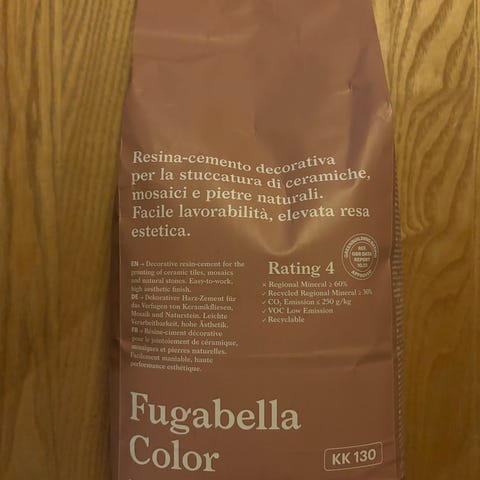 Resina-cemento decorativa
per la stuccatura di ceramiche,
mosaici e pietre naturali.
Facile lavorabilità, elevata resa
estetica.
EN → Decorative resin-cement for the
grouting of ceramic tiles, mosaics
and natural stones. Easy-to-work,
high aesthetic finish.
DE → Dekorativer Harz-Zement für
das Verfugen von Keramikfliesen,
Mosaik und Naturstein. Leichte
Verarbeitbarkeit, hohe Ästhetik.
FR → Résine-ciment décorative
pour le jointoiement de céramique,
mosaïques et pierres naturelles.
Facilement maniable, haute
performance esthétique.
Rating 4
× Regional Mineral ≥ 60%
✓ Recycled Regional Mineral ≥ 30%
✓ CO₂ Emission ≤ 250 g/kg
✓ VOC Low Emission
✓ Recyclable
GBR DATA
REPORT
APPROVED
Fugabella
Color
KK 130